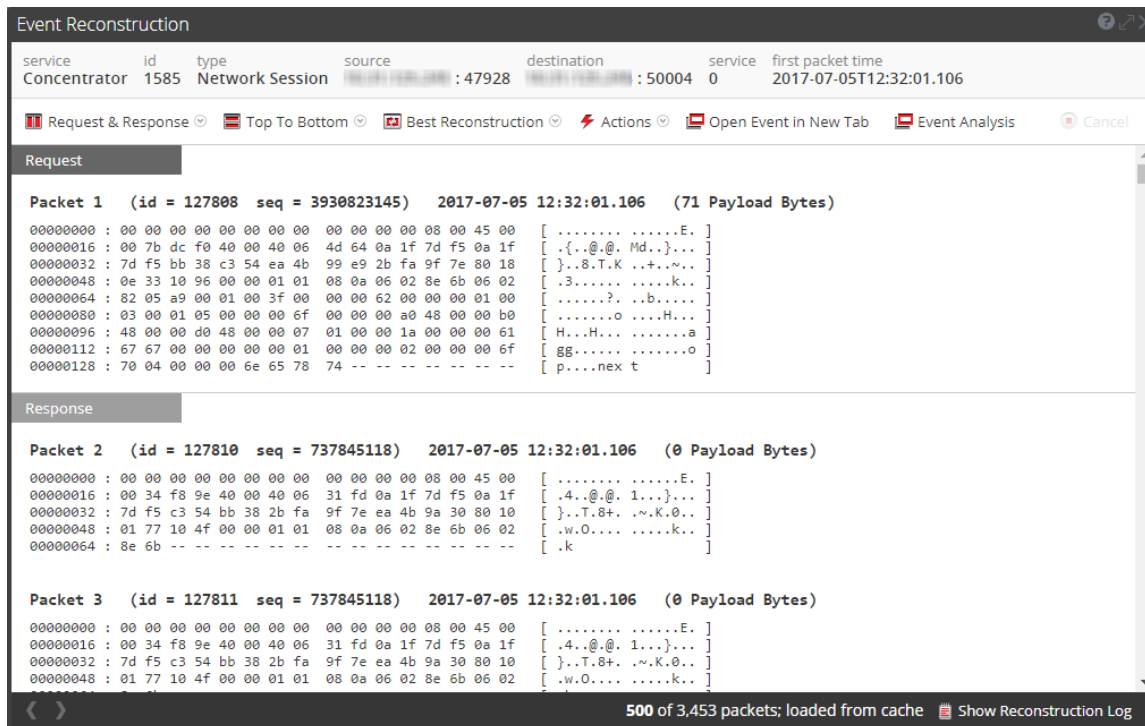 Event Reconstruction
service id type source destination service first packet time
Concentrator 1585 Network Session : 47928 : 50004 0 2017-07-05T12:32:01.106
Request & Response Top To Bottom Best Reconstruction Actions Open Event in New Tab Event Analysis Cancel
Request
Packet 1 (id = 127808 seq = 3930823145) 2017-07-05 12:32:01.106 (71 Payload Bytes)
00000000 : 00 00 00 00 00 00 00 00 00 00 00 00 08 00 45 00 [ ........ ......E. ]
00000016 : 00 7b dc f0 40 00 40 06 4d 64 0a 1f 7d f5 0a 1f [ .{..@.@. Md..}... ]
00000032 : 7d f5 bb 38 c3 54 ea 4b 99 e9 2b fa 9f 7e 80 18 [ }..8.T.K ..+..~.. ]
00000048 : 0e 33 10 96 00 00 01 01 08 0a 06 02 8e 6b 06 02 [ .3...... .....k.. ]
00000064 : 82 05 a9 00 01 00 3f 00 00 00 62 00 00 00 01 00 [ ......?. ..b..... ]
00000080 : 03 00 01 05 00 00 00 6f 00 00 00 a0 48 00 00 b0 [ .......o ....H... ]
00000096 : 48 00 00 d0 48 00 00 07 01 00 00 1a 00 00 00 61 [ H...H... .......a ]
00000112 : 67 67 00 00 00 00 00 01 00 00 00 02 00 00 00 6f [ gg...... .......o ]
00000128 : 70 04 00 00 00 6e 65 78 74 -- -- -- -- -- -- -- [ p....nex t ]
Response
Packet 2 (id = 127810 seq = 737845118) 2017-07-05 12:32:01.106 (0 Payload Bytes)
00000000 : 00 00 00 00 00 00 00 00 00 00 00 00 08 00 45 00 [ ........ ......E. ]
00000016 : 00 34 f8 9e 40 00 40 06 31 fd 0a 1f 7d f5 0a 1f [ .4..@.@. 1...}... ]
00000032 : 7d f5 c3 54 bb 38 2b fa 9f 7e ea 4b 9a 30 80 10 [ }..T.8+. .~.K.0.. ]
00000048 : 01 77 10 4f 00 00 01 01 08 0a 06 02 8e 6b 06 02 [ .w.O.... .....k.. ]
00000064 : 8e 6b -- -- -- -- -- -- -- -- -- -- -- -- -- -- [ .k ]
Packet 3 (id = 127811 seq = 737845118) 2017-07-05 12:32:01.106 (0 Payload Bytes)
00000000 : 00 00 00 00 00 00 00 00 00 00 00 00 08 00 45 00 [ ........ ......E. ]
00000016 : 00 34 f8 9e 40 00 40 06 31 fd 0a 1f 7d f5 0a 1f [ .4..@.@. 1...}... ]
00000032 : 7d f5 c3 54 bb 38 2b fa 9f 7e ea 4b 9a 30 80 10 [ }..T.8+. .~.K.0.. ]
00000048 : 01 77 10 4f 00 00 01 01 08 0a 06 02 8e 6b 06 02 [ .w.O.... .....k.. ]
500 of 3,453 packets; loaded from cache Show Reconstruction Log